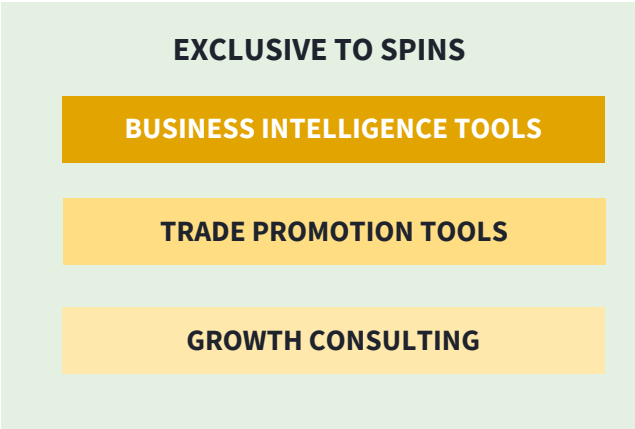 EXCLUSIVE TO SPINS
BUSINESS INTELLIGENCE TOOLS
TRADE PROMOTION TOOLS
GROWTH CONSULTING